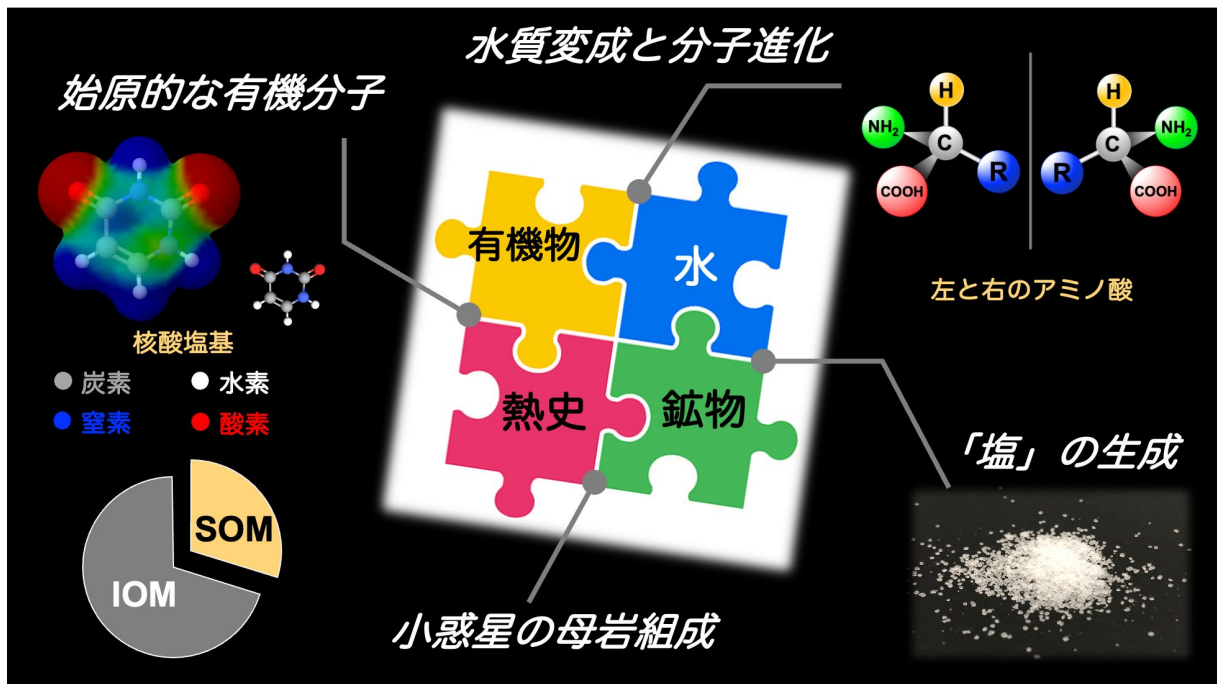 水質変成と分子進化
始原的な有機分子
H
NH₂
C
R
COOH
H
NH₂
C
R
COOH
左と右のアミノ酸
核酸塩基
炭素
水素
窒素
酸素
有機物
水
熱史
鉱物
「塩」の生成
SOM
IOM
小惑星の母岩組成